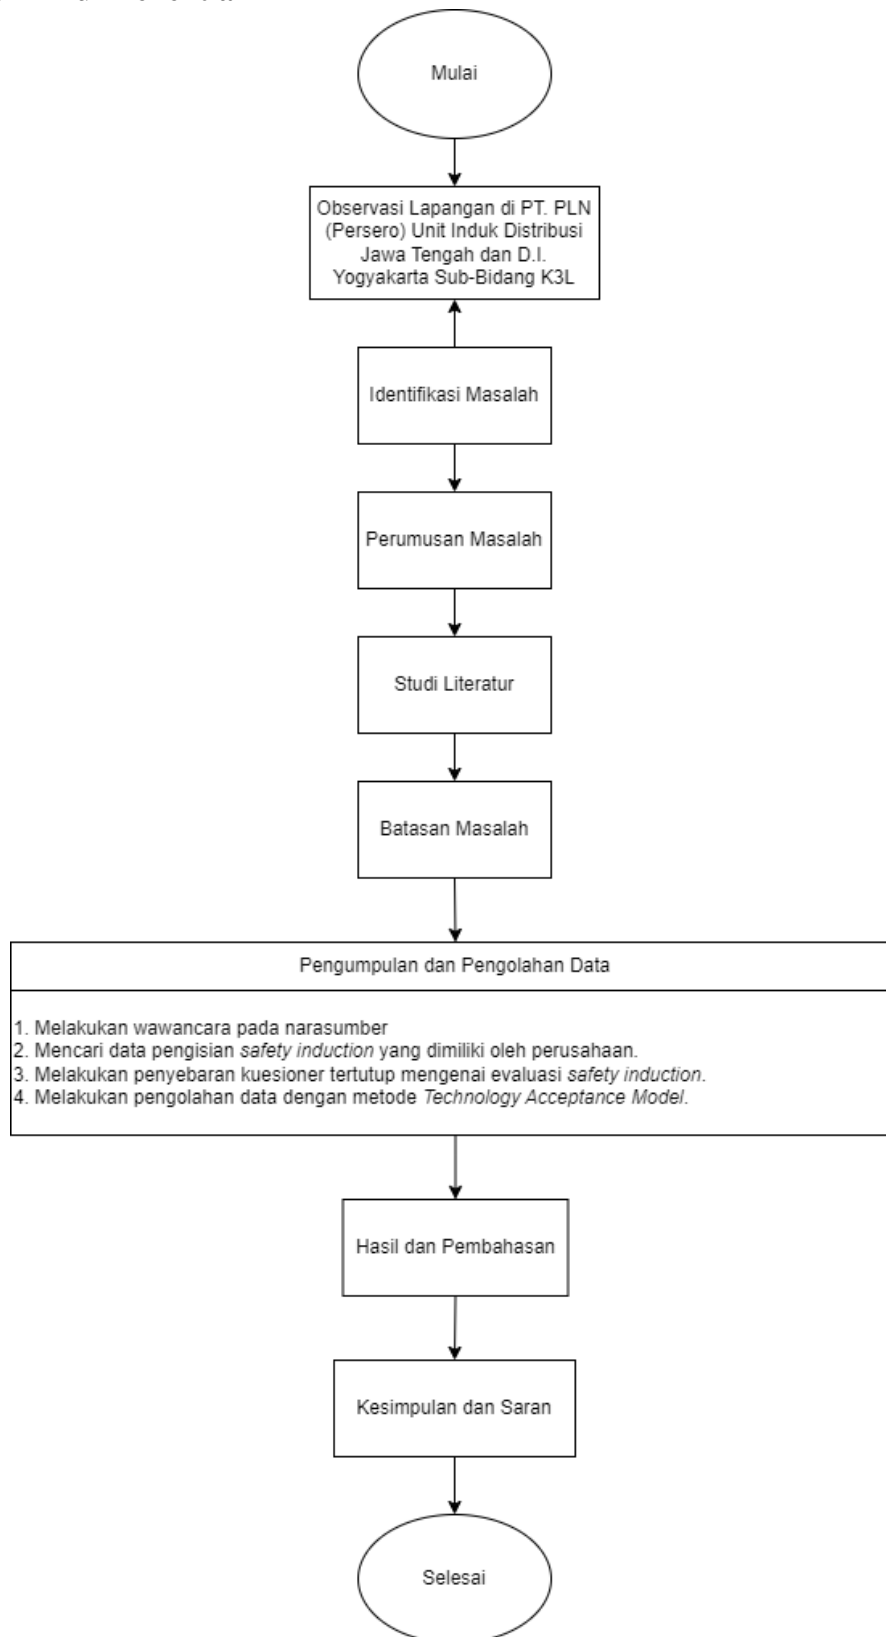 Mulai
Observasi Lapangan di PT. PLN
(Persero) Unit Induk Distribusi
Jawa Tengah dan D.I.
Yogyakarta Sub-Bidang K3L
Identifikasi Masalah
Perumusan Masalah
Studi Literatur
Batasan Masalah
Pengumpulan dan Pengolahan Data
1. Melakukan wawancara pada narasumber
2. Mencari data pengisian safety induction yang dimiliki oleh perusahaan.
3. Melakukan penyebaran kuesioner tertutup mengenai evaluasi safety induction.
4. Melakukan pengolahan data dengan metode Technology Acceptance Model.
Hasil dan Pembahasan
Kesimpulan dan Saran
Selesai